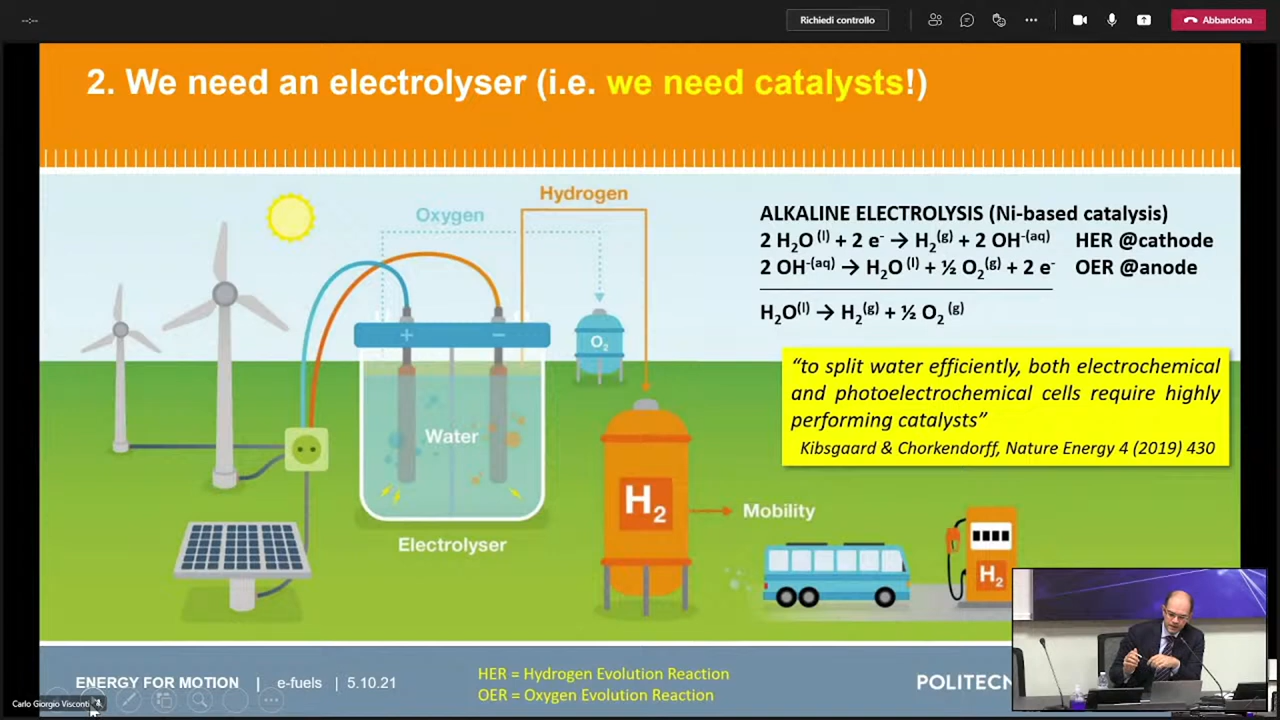 --:--
Richiedi controllo
Abbandona
2. We need an electrolyser (i.e. we need catalysts!)
Hydrogen
Oxygen
ALKALINE ELECTROLYSIS (Ni-based catalysis)
2 H₂O⁽ˡ⁾ + 2 e⁻ → H₂⁽ᵍ⁾ + 2 OH⁻⁽ᵃq⁾ HER @cathode
2 OH⁻⁽ᵃq⁾ → H₂O⁽ˡ⁾ + ½ O₂⁽ᵍ⁾ + 2 e⁻ OER @anode
H₂O⁽ˡ⁾ → H₂⁽ᵍ⁾ + ½ O₂⁽ᵍ⁾
+ −
O₂
“to split water efficiently, both electrochemical
and photoelectrochemical cells require highly
performing catalysts”
Kibsgaard & Chorkendorff, Nature Energy 4 (2019) 430
Water
H₂
Mobility
Electrolyser
H₂
ENERGY FOR MOTION | e-fuels | 5.10.21
HER = Hydrogen Evolution Reaction
OER = Oxygen Evolution Reaction
POLITECN
Carlo Giorgio Visconti